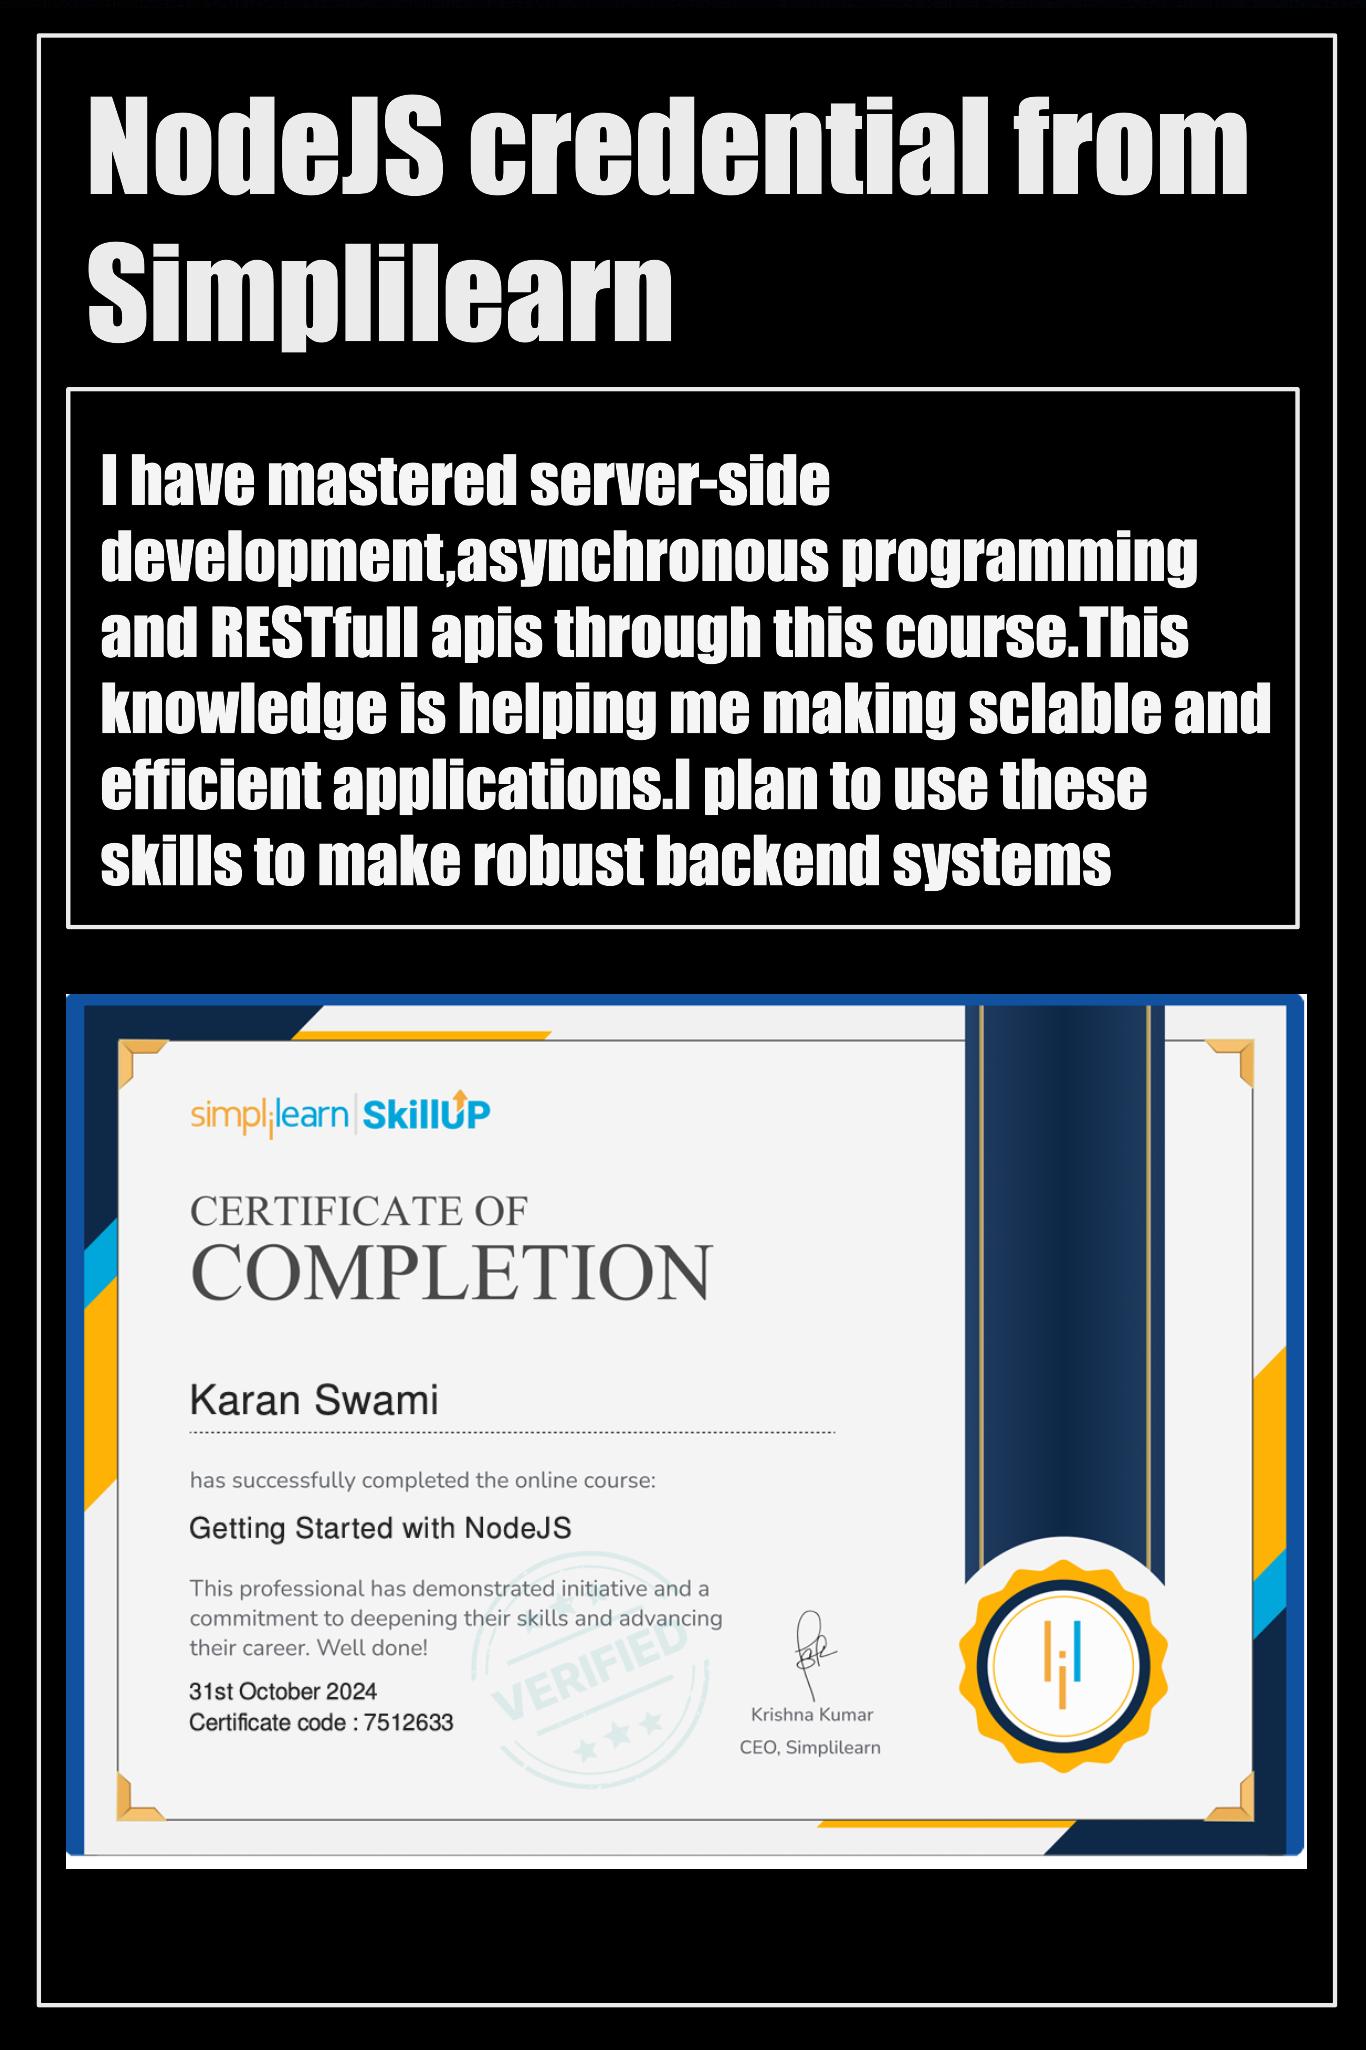 NodeJS credential from
Simplilearn
I have mastered server-side
development,asynchronous programming
and RESTfull apis through this course.This
knowledge is helping me making sclable and
efficient applications.I plan to use these
skills to make robust backend systems
simplilearn | SkillUP
CERTIFICATE OF
COMPLETION
Karan Swami
has successfully completed the online course:
Getting Started with NodeJS
This professional has demonstrated initiative and a
commitment to deepening their skills and advancing
their career. Well done!
31st October 2024
Certificate code : 7512633
VERIFIED
Krishna Kumar
CEO, Simplilearn